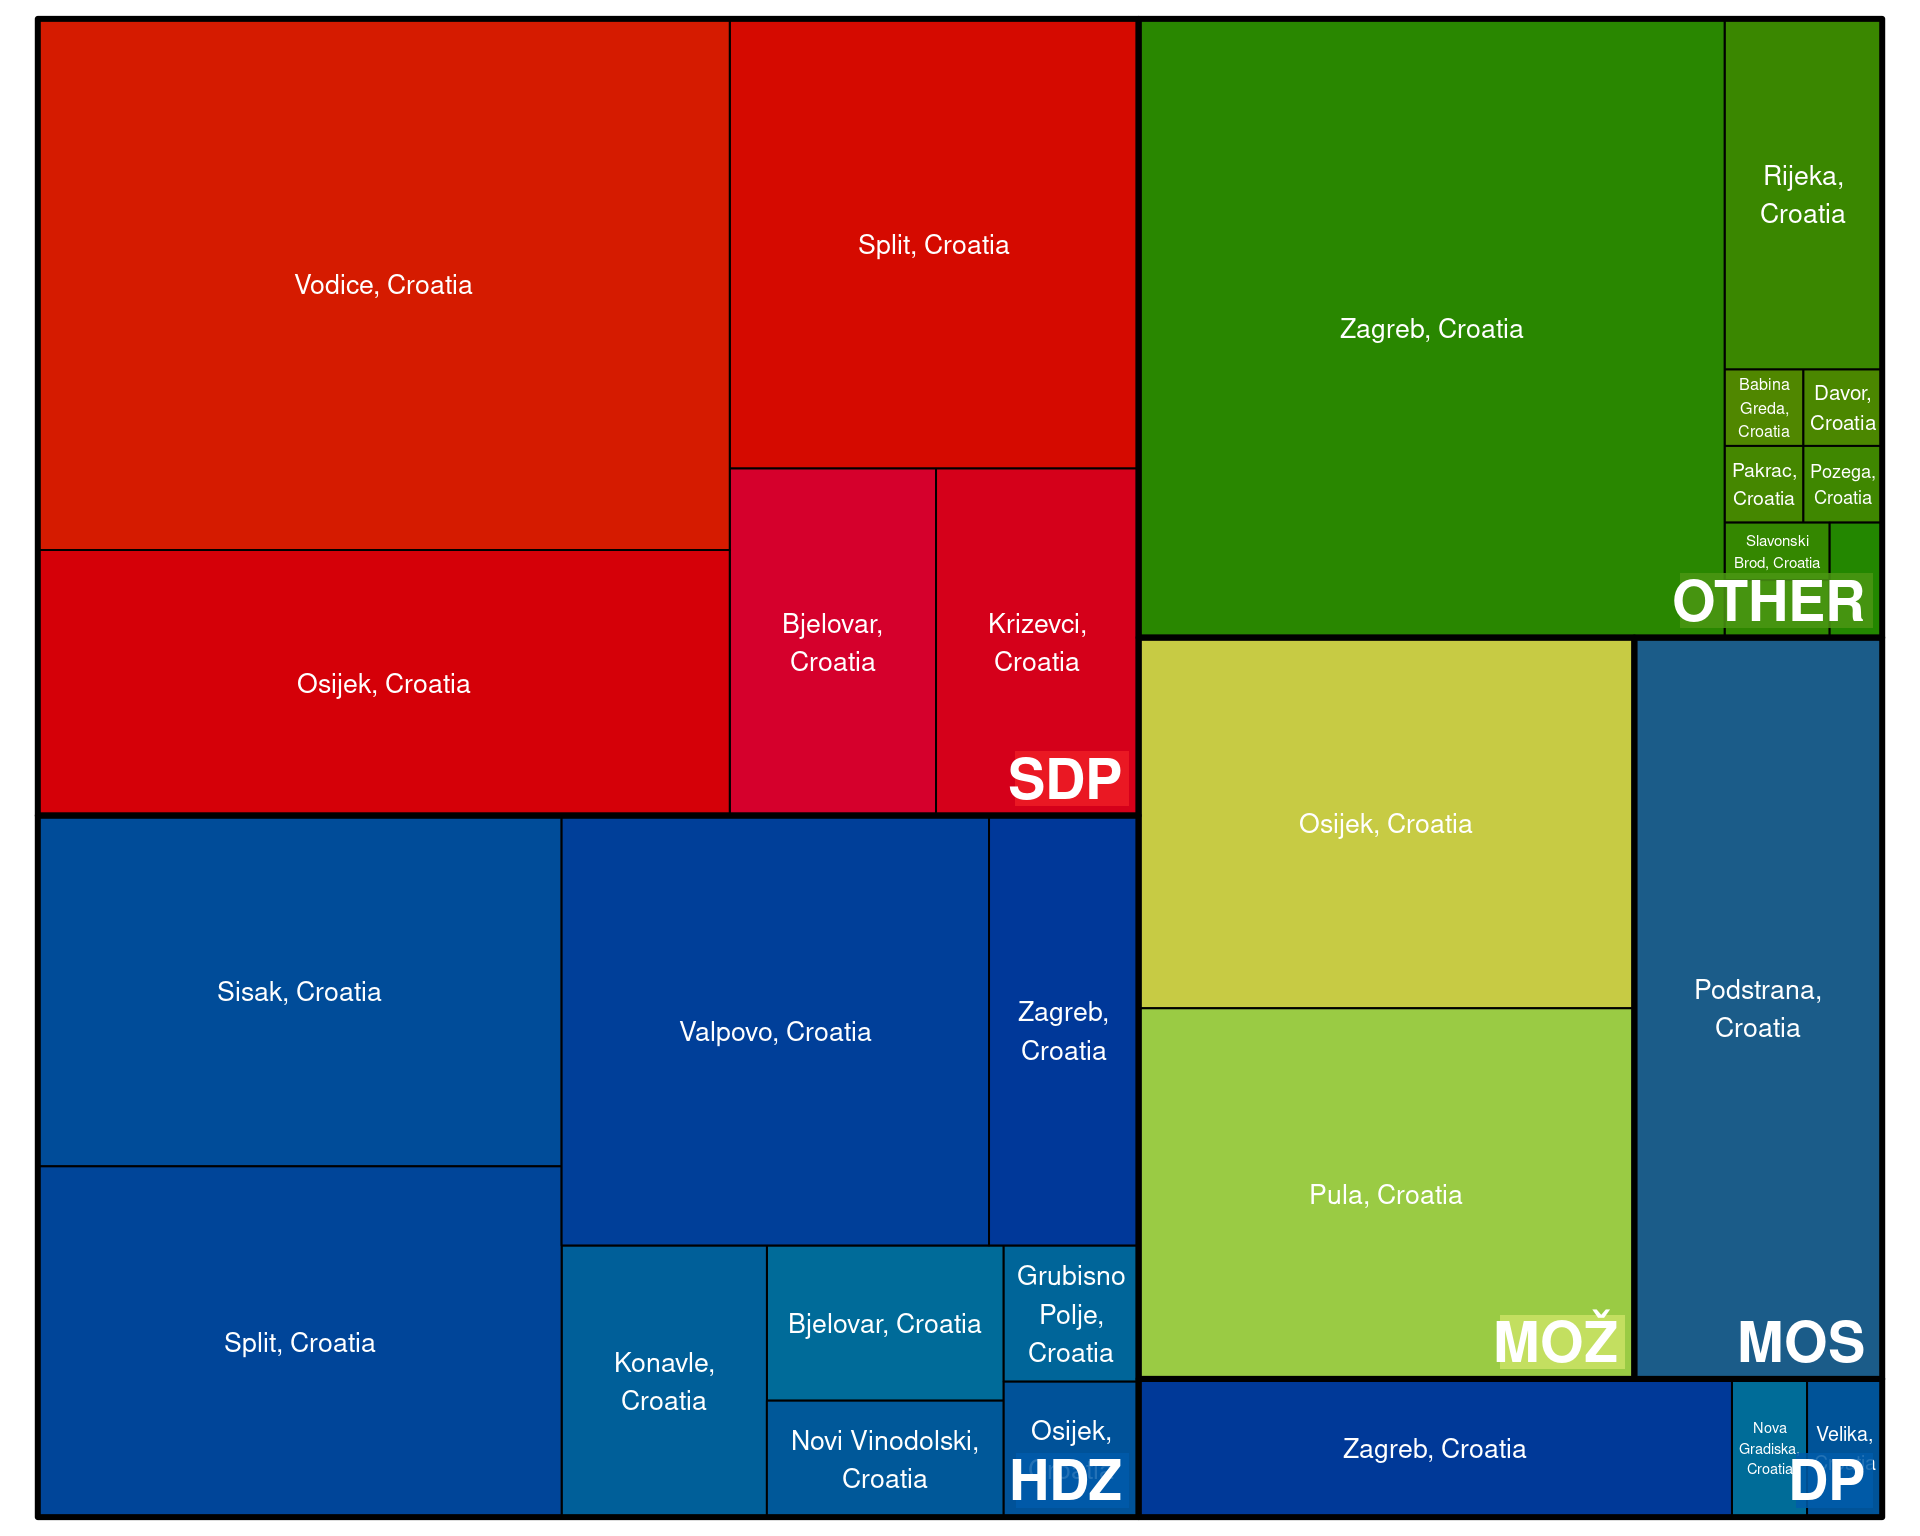 Vodice, Croatia
Split, Croatia
Osijek, Croatia
Bjelovar,
Croatia
Krizevci,
Croatia
SDP
Zagreb, Croatia
Rijeka,
Croatia
Babina
Greda,
Croatia
Davor,
Croatia
Pakrac,
Croatia
Pozega,
Croatia
Slavonski
Brod, Croatia
OTHER
Sisak, Croatia
Split, Croatia
Valpovo, Croatia
Zagreb,
Croatia
Konavle,
Croatia
Bjelovar, Croatia
Novi Vinodolski,
Croatia
Grubisno
Polje,
Croatia
Osijek,
HDZ
Osijek, Croatia
Pula, Croatia
MOŽ
Podstrana,
Croatia
MOS
Zagreb, Croatia
Nova
Gradiska,
Croatia
Velika,
DP